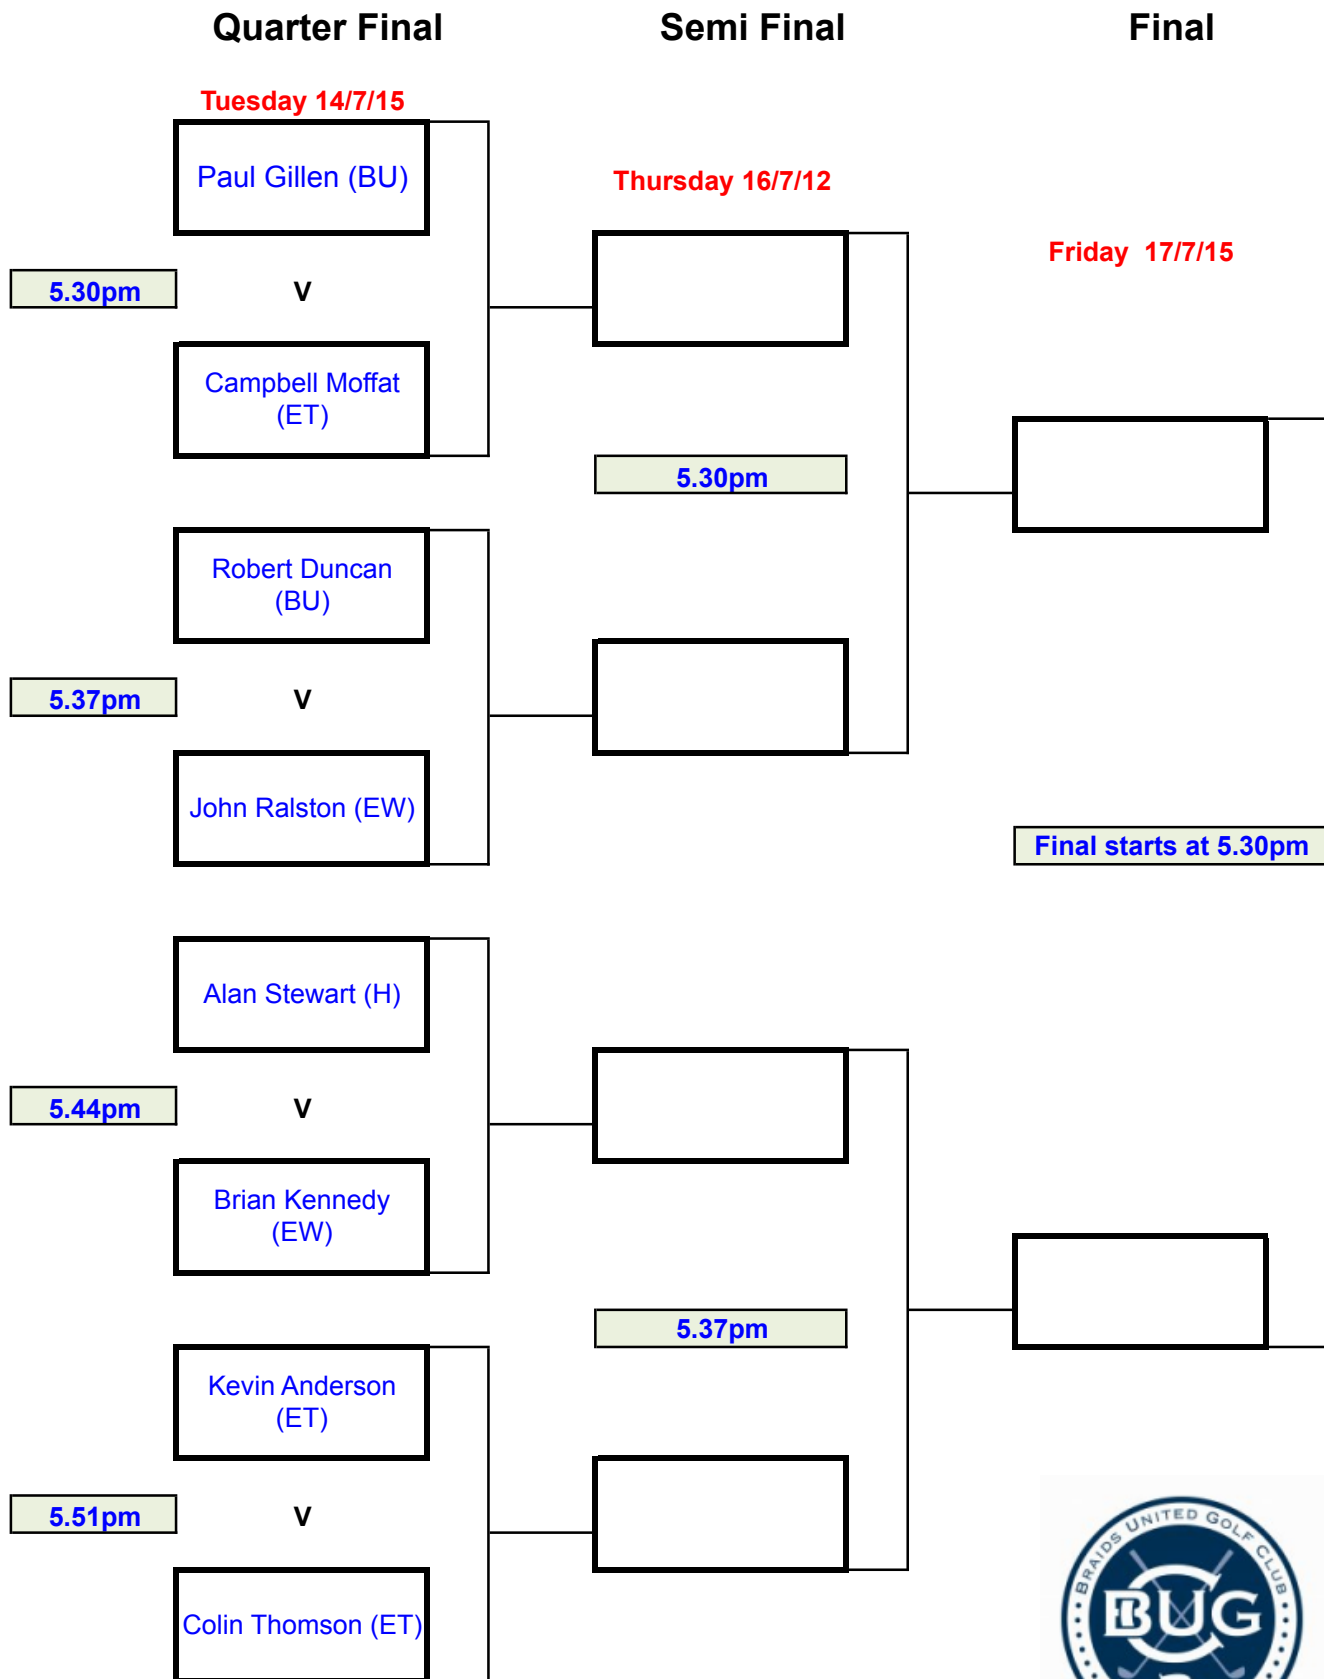 Quarter Final
Semi Final
Final
Tuesday 14/7/15
Paul Gillen (BU)
Thursday 16/7/12
Friday  17/7/15
5.30pm
V
Campbell Moffat
(ET)
5.30pm
Robert Duncan
(BU)
5.37pm
V
John Ralston (EW)
Final starts at 5.30pm
Alan Stewart (H)
5.44pm
V
Brian Kennedy
(EW)
5.37pm
Kevin Anderson
(ET)
5.51pm
V
Colin Thomson (ET)
BRAIDS UNITED GOLF CLUB
BUGC